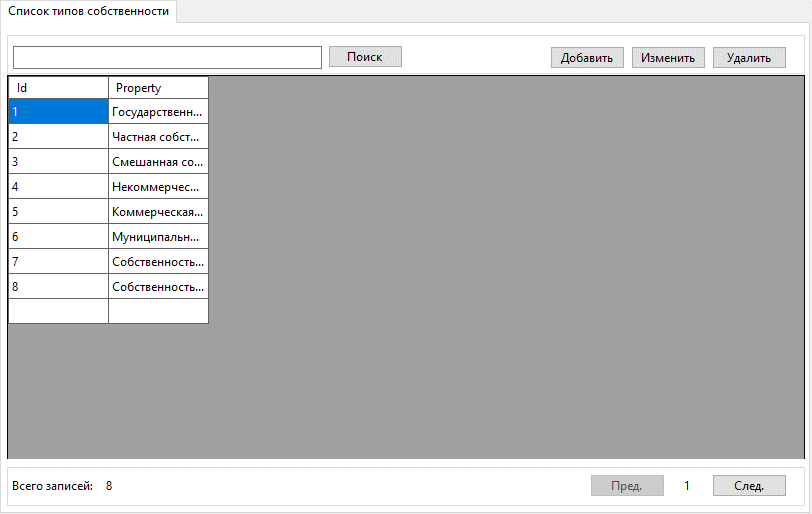 Список типов собственности
Поиск Добавить Изменить Удалить
Id Property
1 Государственн...
2 Частная собст...
3 Смешанная со...
4 Некоммерчес...
5 Коммерческая...
6 Муниципальн...
7 Собственность...
8 Собственность...
Всего записей: 8 Пред. 1 След.